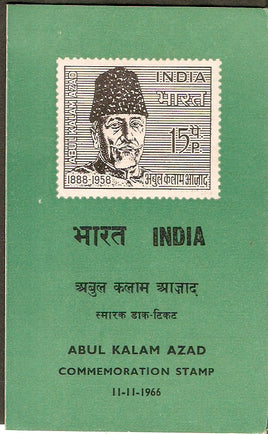 ABUL KALAM AZAD
INDIA
भारत
15 पै.
P.
1888-1958
अबुल कलाम आज़ाद
भारत INDIA
अबुल कलाम आज़ाद
स्मारक डाक-टिकट
ABUL KALAM AZAD
COMMEMORATION STAMP
11-11-1966